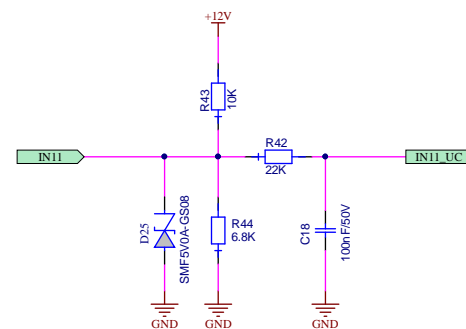 +12V
R43
10K
IN11
R42
22K
IN11_UC
D25
SMF5V0A-GS08
R44
6.8K
C18
100nF/50V
GND
GND
GND